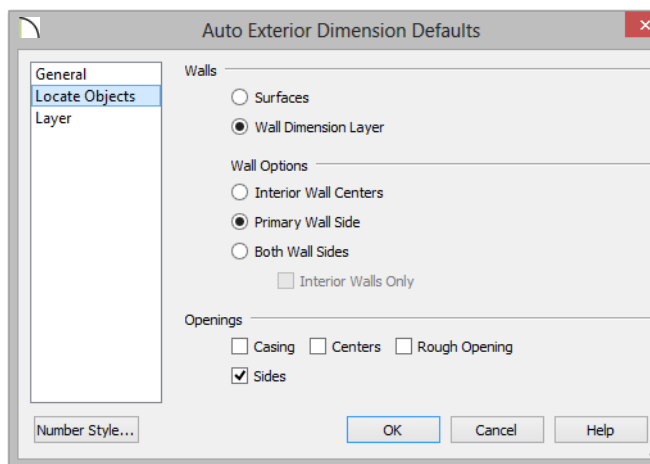 Auto Exterior Dimension Defaults
General
Locate Objects
Layer
Walls
Surfaces
Wall Dimension Layer
Wall Options
Interior Wall Centers
Primary Wall Side
Both Wall Sides
Interior Walls Only
Openings
Casing Centers Rough Opening
Sides
Number Style... OK Cancel Help